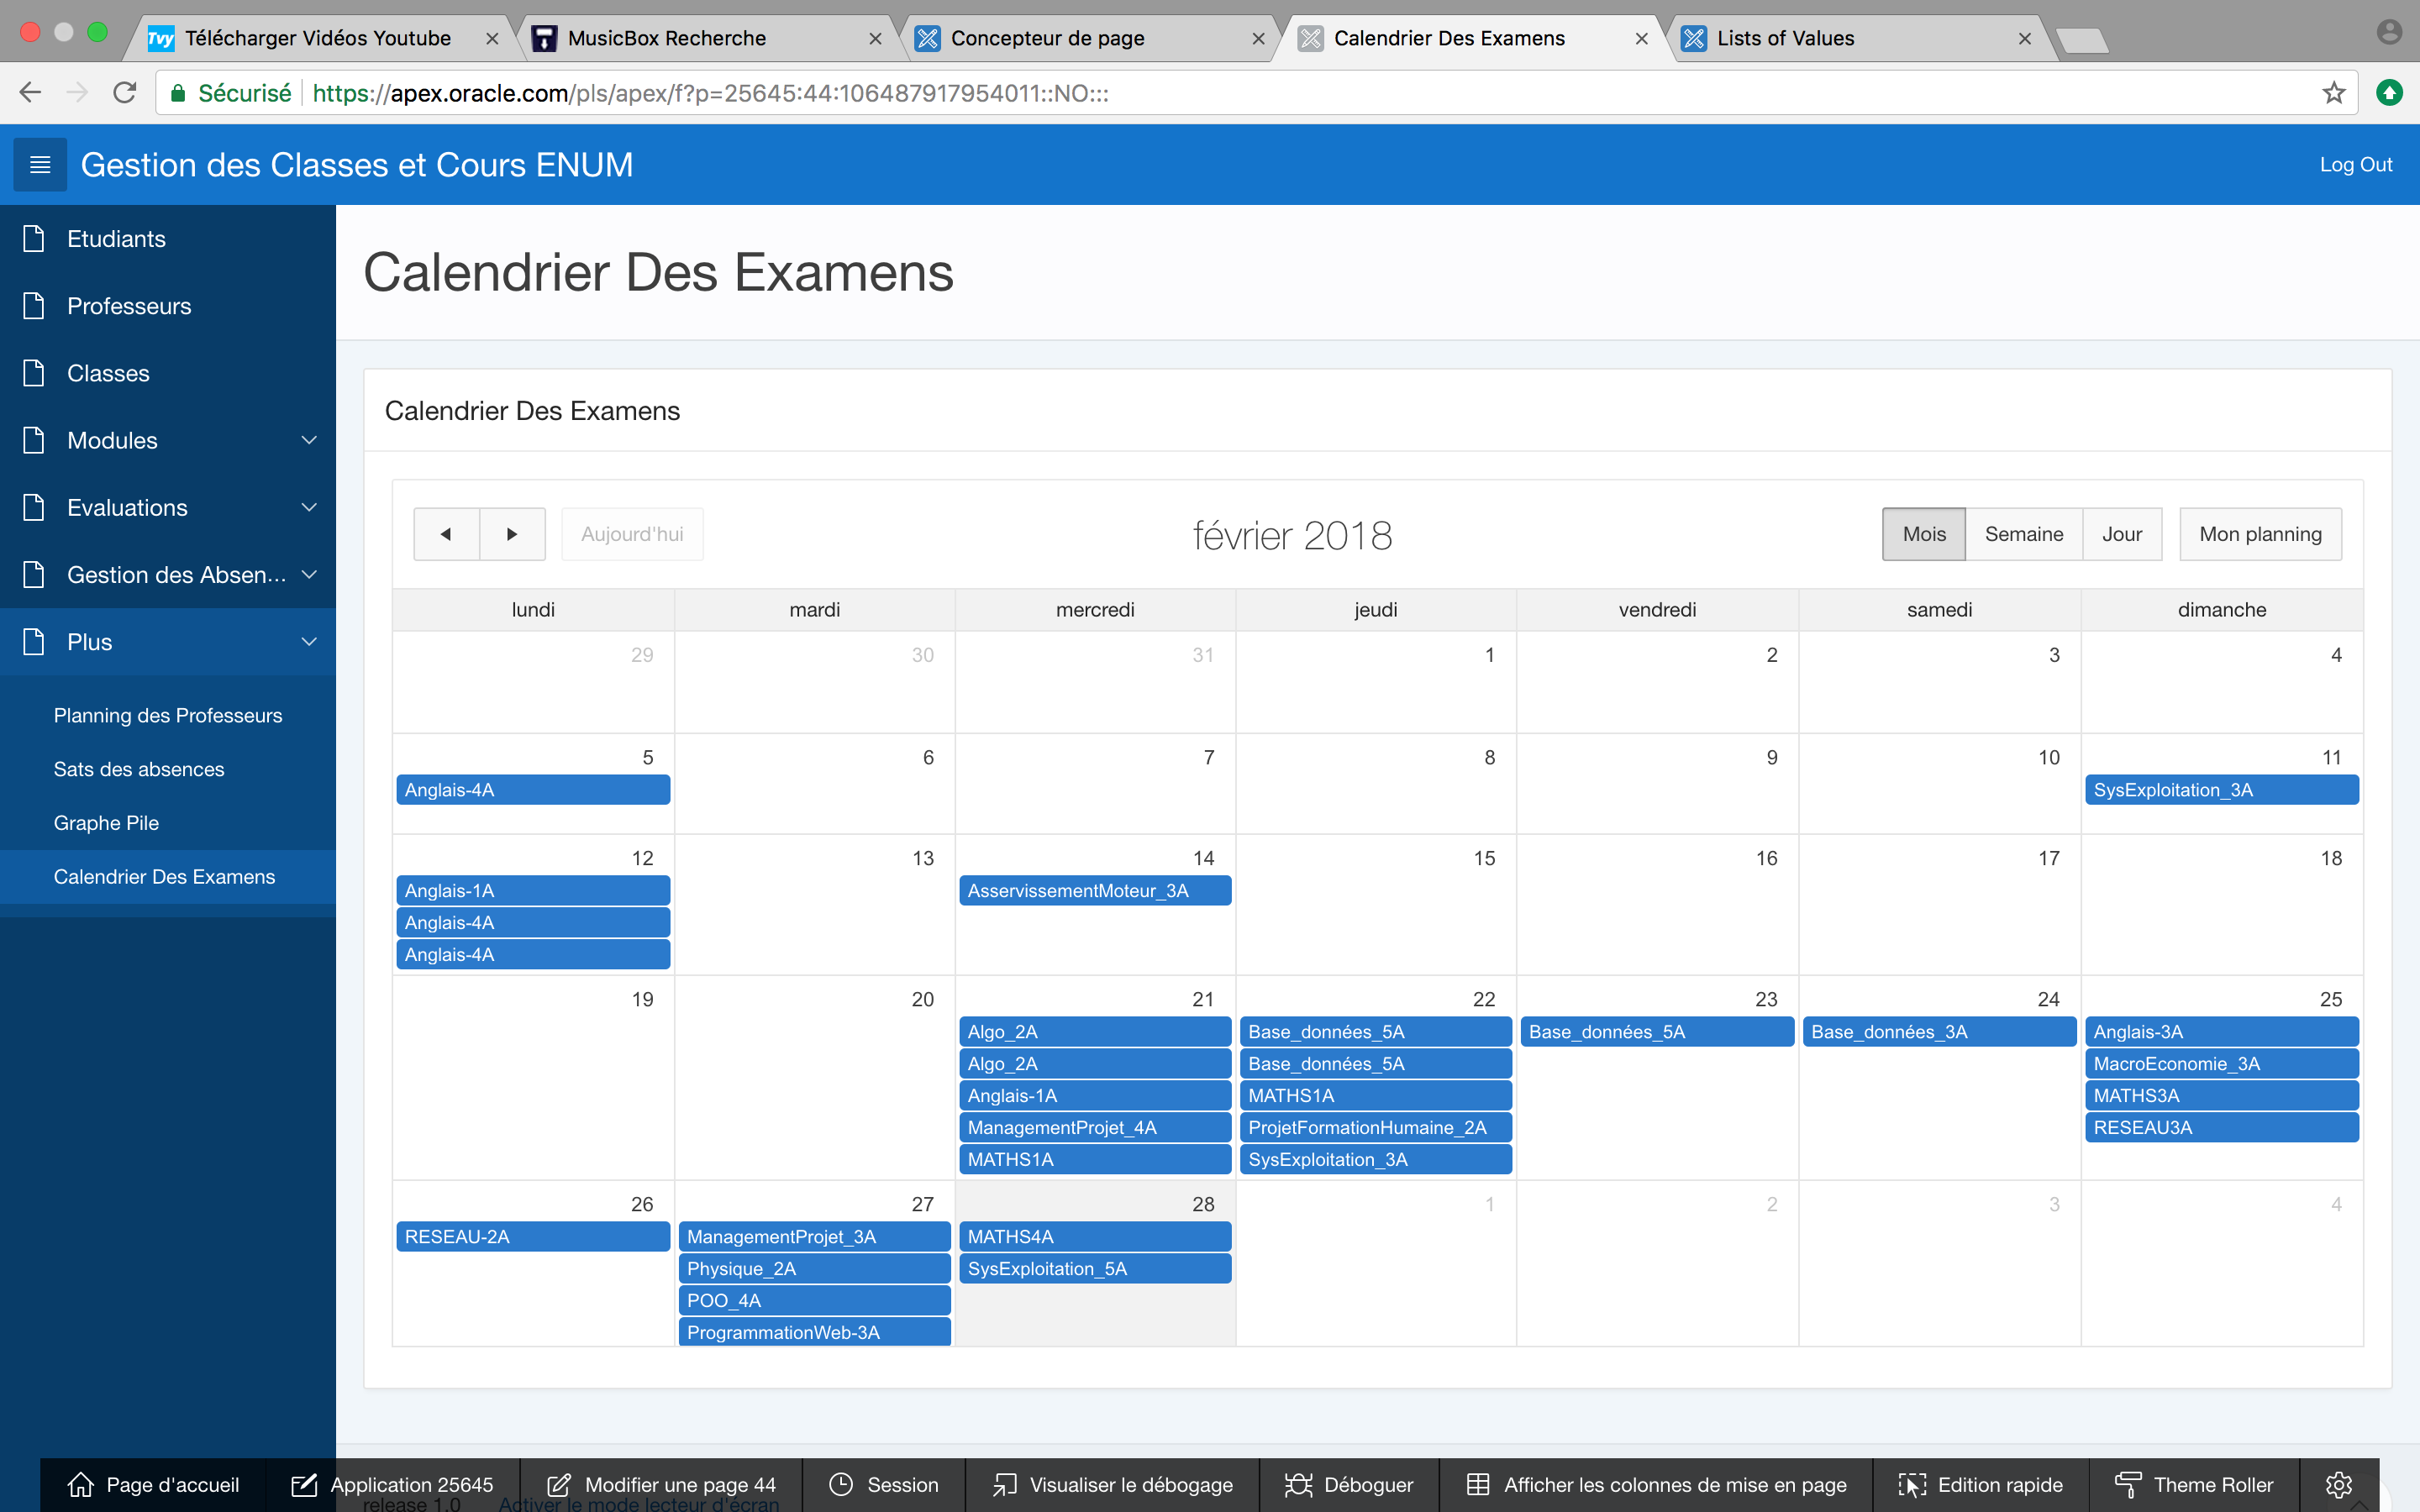 Tvy Télécharger Vidéos Youtube
MusicBox Recherche
Concepteur de page
Calendrier Des Examens
Lists of Values
Sécurisé https://apex.oracle.com/pls/apex/f?p=25645:44:106487917954011::NO:::
Gestion des Classes et Cours ENUM
Log Out
Etudiants
Professeurs
Classes
Modules
Evaluations
Gestion des Absen...
Plus
Planning des Professeurs
Sats des absences
Graphe Pile
Calendrier Des Examens
Calendrier Des Examens
Calendrier Des Examens
Aujourd'hui
février 2018
Mois Semaine Jour Mon planning
lundi mardi mercredi jeudi vendredi samedi dimanche
29 30 31 1 2 3 4
5 6 7 8 9 10 11
Anglais-4A SysExploitation_3A
12 13 14 15 16 17 18
Anglais-1A AsservissementMoteur_3A
Anglais-4A
Anglais-4A
19 20 21 22 23 24 25
Algo_2A Base_données_5A Base_données_5A Base_données_3A Anglais-3A
Algo_2A Base_données_5A MacroEconomie_3A
Anglais-1A MATHS1A MATHS3A
ManagementProjet_4A ProjetFormationHumaine_2A RESEAU3A
MATHS1A SysExploitation_3A
26 27 28 1 2 3 4
RESEAU-2A ManagementProjet_3A MATHS4A
Physique_2A SysExploitation_5A
POO_4A
ProgrammationWeb-3A
Page d'accueil Application 25645 Modifier une page 44 Session Visualiser le débogage Déboguer Afficher les colonnes de mise en page Edition rapide Theme Roller
release 1.0 Activer le mode lecteur d'écran